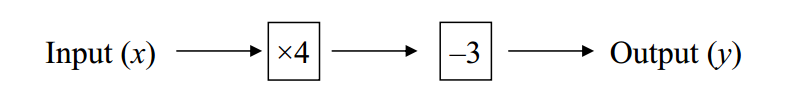 Input (x) ×4 –3 Output (y)